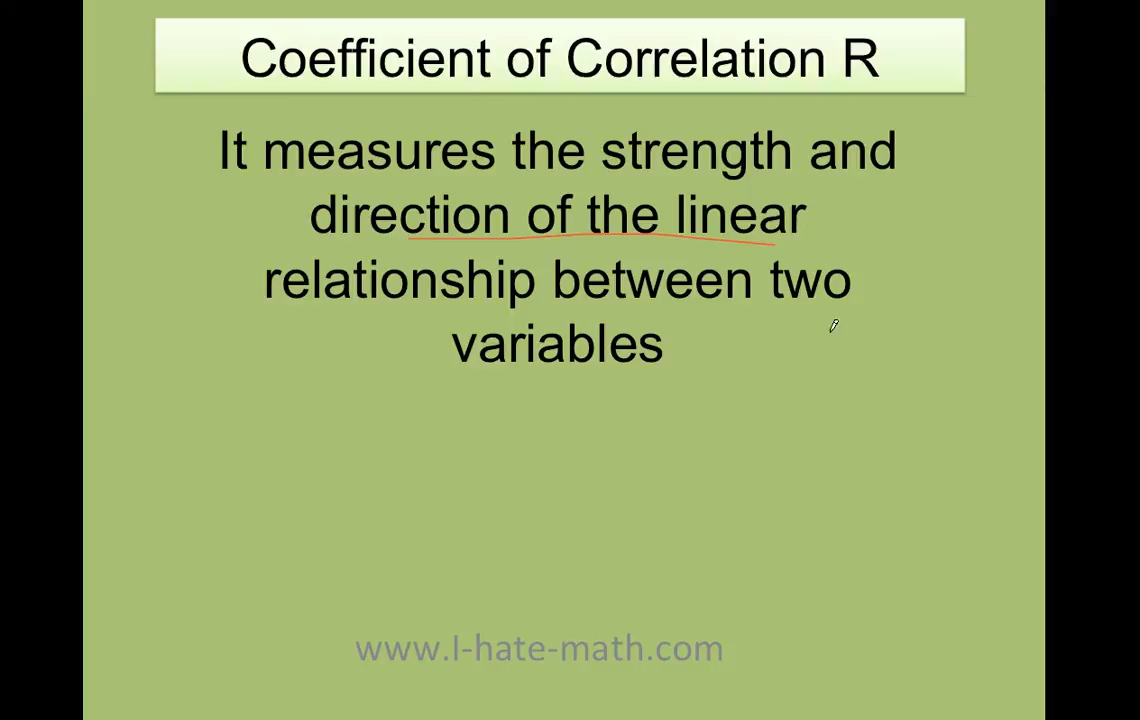 Coefficient of Correlation R
It measures the strength and
direction of the linear
relationship between two
variables
www.I-hate-math.com